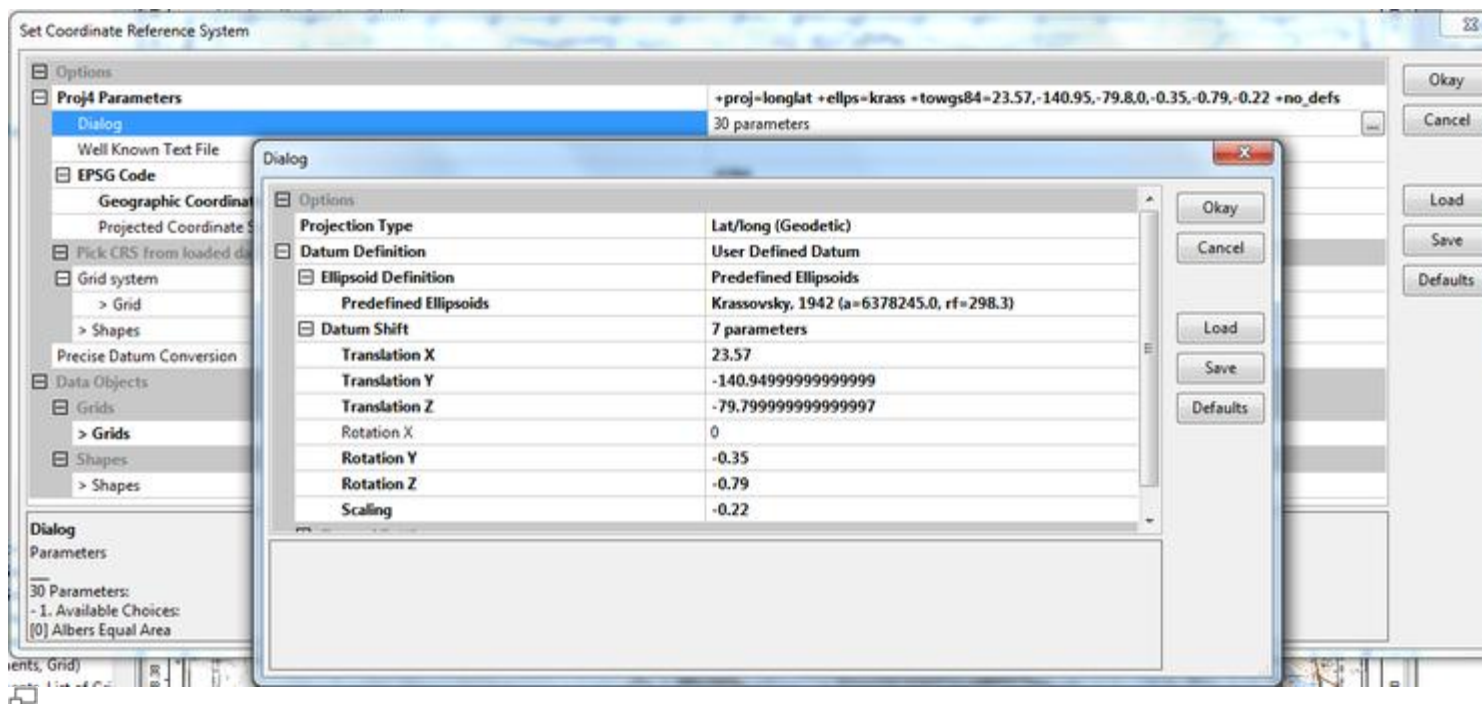 Set Coordinate Reference System
Options
Proj4 Parameters +proj=longlat +ellps=krass +towgs84=23.57,-140.95,-79.8,0,-0.35,-0.79,-0.22 +no_defs
Dialog 30 parameters ...
Well Known Text File
EPSG Code
Geographic Coordinat
Projected Coordinate S
Pick CRS from loaded da
Grid system
> Grid
> Shapes
Precise Datum Conversion
Data Objects
Grids
> Grids
Shapes
> Shapes
Dialog
Parameters
30 Parameters:
- 1. Available Choices:
[0] Albers Equal Area
Okay
Cancel
Load
Save
Defaults
Dialog
Options
Projection Type Lat/long (Geodetic)
Datum Definition User Defined Datum
Ellipsoid Definition Predefined Ellipsoids
Predefined Ellipsoids Krassovsky, 1942 (a=6378245.0, rf=298.3)
Datum Shift 7 parameters
Translation X 23.57
Translation Y -140.94999999999999
Translation Z -79.799999999999997
Rotation X 0
Rotation Y -0.35
Rotation Z -0.79
Scaling -0.22
Okay
Cancel
Load
Save
Defaults
ents, Grid)